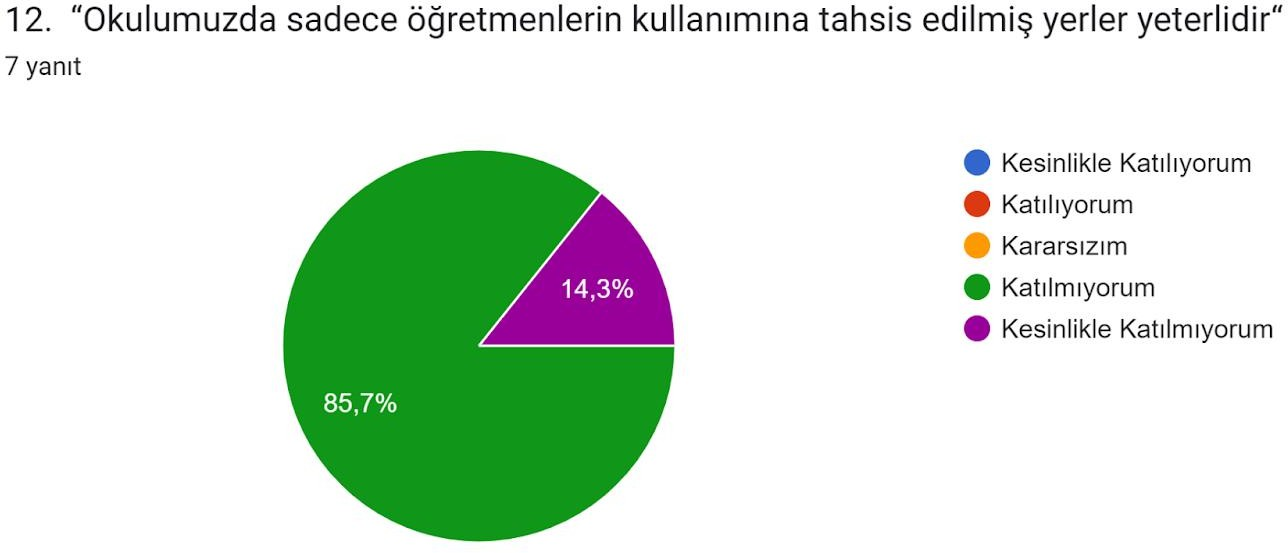 12. “Okulumuzda sadece öğretmenlerin kullanımına tahsis edilmiş yerler yeterlidir“
7 yanıt
Kesinlikle Katılıyorum
Katılıyorum
Kararsızım
Katılmıyorum
Kesinlikle Katılmıyorum
14,3%
85,7%